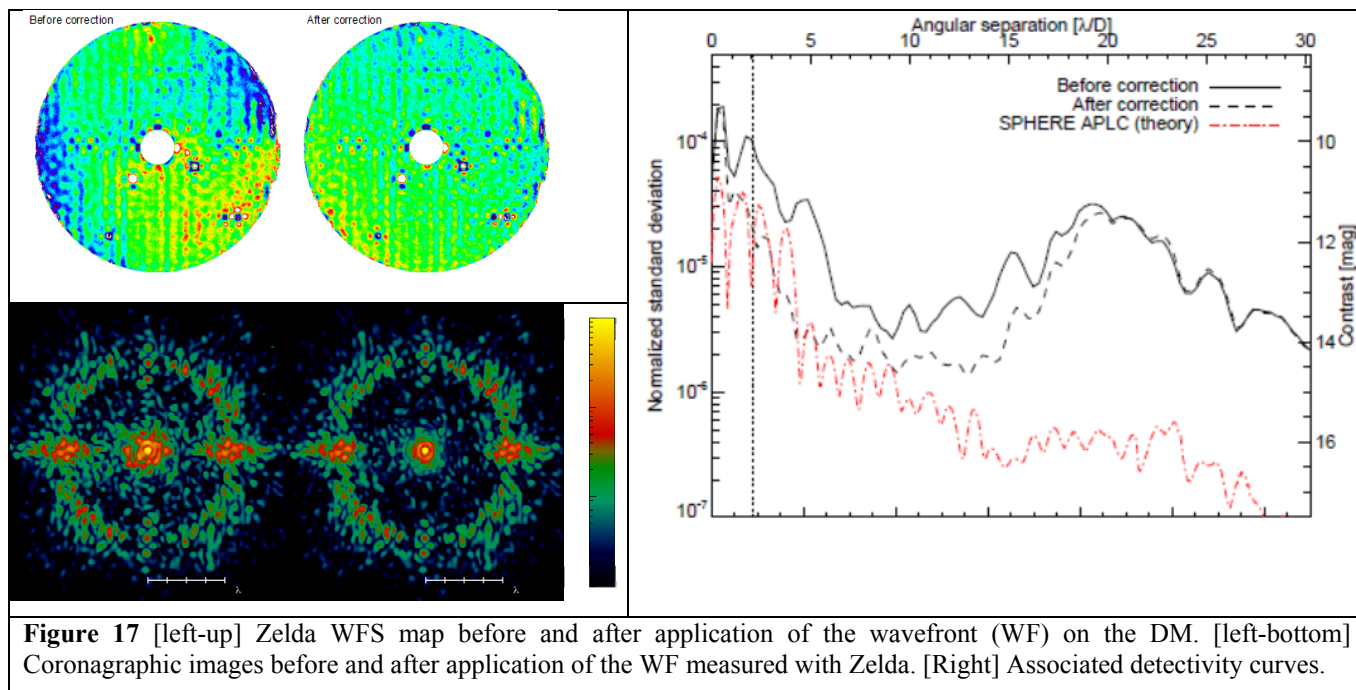 Before correction
After correction
λ
λ
Angular separation [λ/D]
0 5 10 15 20 25 30
Before correction
After correction
SPHERE APLC (theory)
Normalized standard deviation
10-4
10-5
10-6
10-7
Contrast [mag]
10
12
14
16
Figure 17 [left-up] Zelda WFS map before and after application of the wavefront (WF) on the DM. [left-bottom]
Coronagraphic images before and after application of the WF measured with Zelda. [Right] Associated detectivity curves.